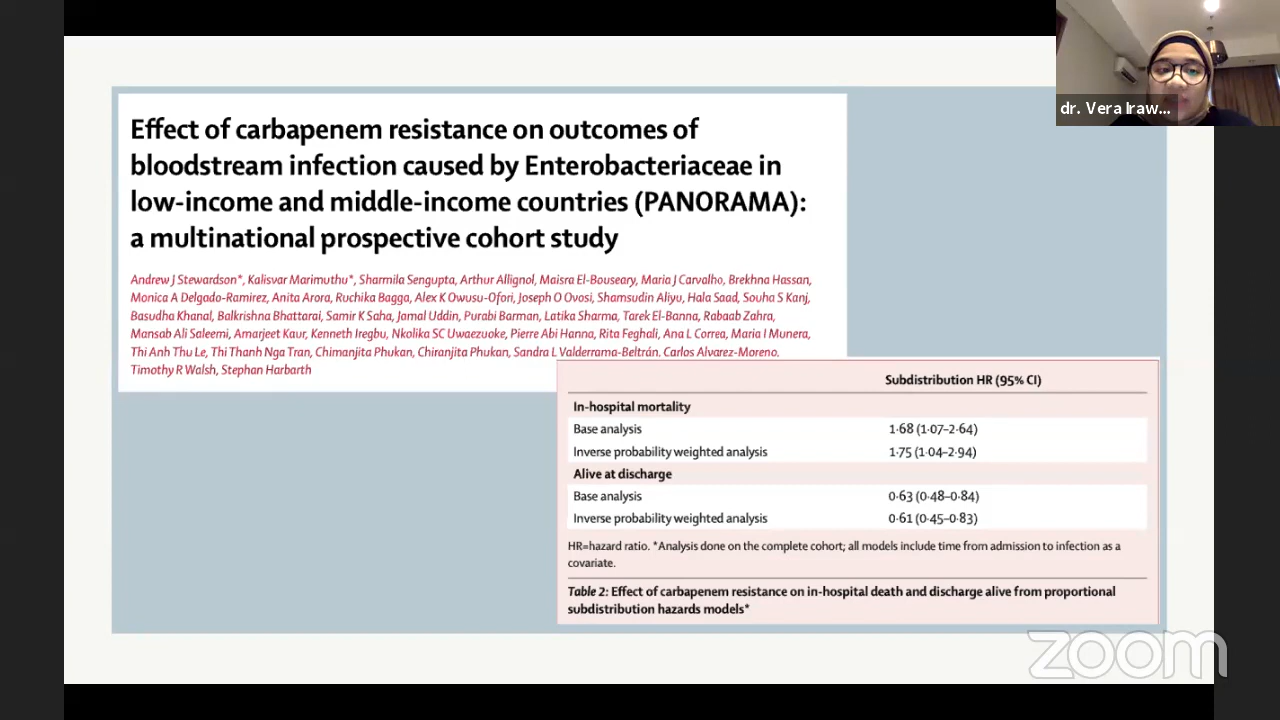 Effect of carbapenem resistance on outcomes of
bloodstream infection caused by Enterobacteriaceae in
low-income and middle-income countries (PANORAMA):
a multinational prospective cohort study
Andrew J Stewardson*, Kalisvar Marimuthu*, Sharmila Sengupta, Arthur Allignol, Maisra El-Bouseary, Maria J Carvalho, Brekhna Hassan,
Monica A Delgado-Ramirez, Anita Arora, Ruchika Bagga, Alex K Owusu-Ofori, Joseph O Ovosi, Shamsudin Aliyu, Hala Saad, Souha S Kanj,
Basudha Khanal, Balkrishna Bhattarai, Samir K Saha, Jamal Uddin, Purabi Barman, Latika Sharma, Tarek El-Banna, Rabaab Zahra,
Mansab Ali Saleemi, Amarjeet Kaur, Kenneth Iregbu, Nkolika SC Uwaezuoke, Pierre Abi Hanna, Rita Feghali, Ana L Correa, Maria I Munera,
Thi Anh Thu Le, Thi Thanh Nga Tran, Chimanjita Phukan, Chiranjita Phukan, Sandra L Valderrama-Beltrán, Carlos Alvarez-Moreno,
Timothy R Walsh, Stephan Harbarth
Subdistribution HR (95% CI)
In-hospital mortality
Base analysis 1·68 (1·07–2·64)
Inverse probability weighted analysis 1·75 (1·04–2·94)
Alive at discharge
Base analysis 0·63 (0·48–0·84)
Inverse probability weighted analysis 0·61 (0·45–0·83)
HR=hazard ratio. *Analysis done on the complete cohort; all models include time from admission to infection as a
covariate.
Table 2: Effect of carbapenem resistance on in-hospital death and discharge alive from proportional
subdistribution hazards models*
dr. Vera Iraw...
zoom